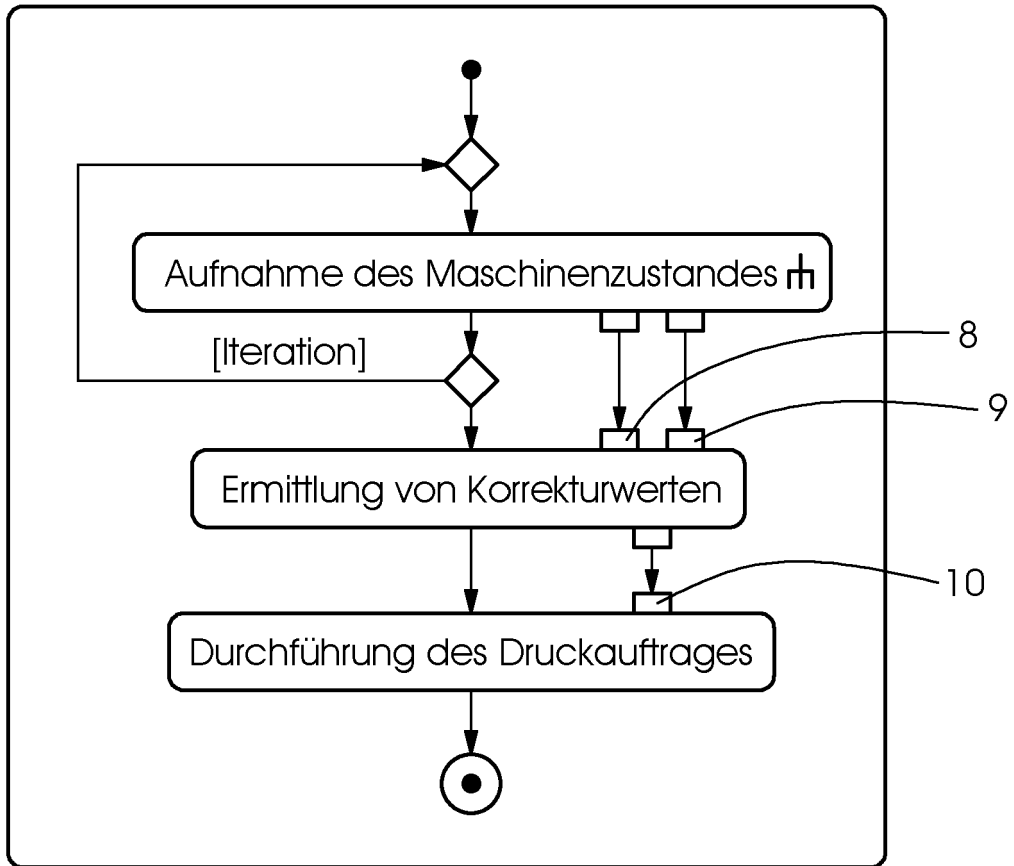 Aufnahme des Maschinenzustandes
[Iteration]
8
9
Ermittlung von Korrekturwerten
10
Durchführung des Druckauftrages